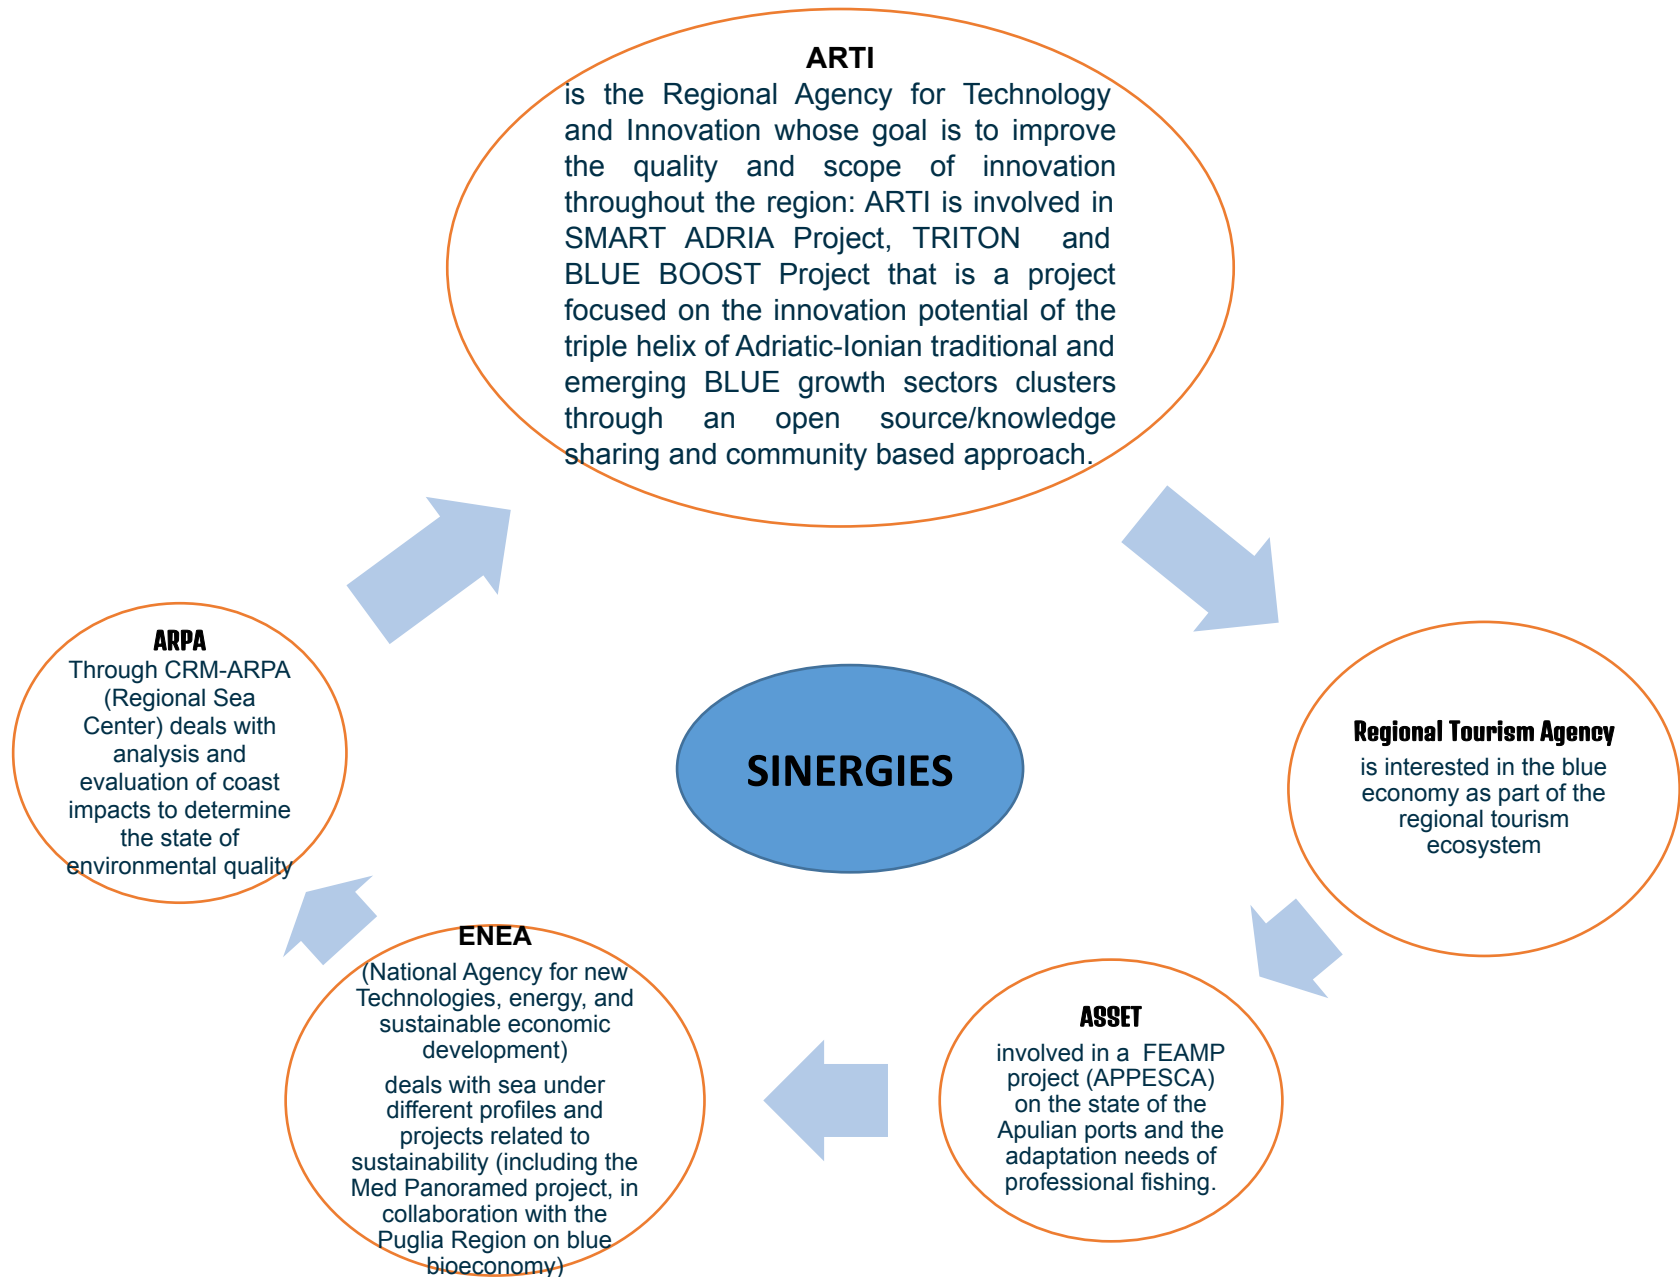 ARTI
is the Regional Agency for Technology
and Innovation whose goal is to improve
the quality and scope of innovation
throughout the region: ARTI is involved in
SMART ADRIA Project, TRITON and
BLUE BOOST Project that is a project
focused on the innovation potential of the
triple helix of Adriatic-Ionian traditional and
emerging BLUE growth sectors clusters
through an open source/knowledge
sharing and community based approach.
Regional Tourism Agency
is interested in the blue
economy as part of the
regional tourism
ecosystem
ASSET
involved in a FEAMP
project (APPESCA)
on the state of the
Apulian ports and the
adaptation needs of
professional fishing.
ENEA
(National Agency for new
Technologies, energy, and
sustainable economic
development)
deals with sea under
different profiles and
projects related to
sustainability (including the
Med Panoramed project, in
collaboration with the
Puglia Region on blue
bioeconomy)
ARPA
Through CRM-ARPA
(Regional Sea
Center) deals with
analysis and
evaluation of coast
impacts to determine
the state of
environmental quality
SINERGIES